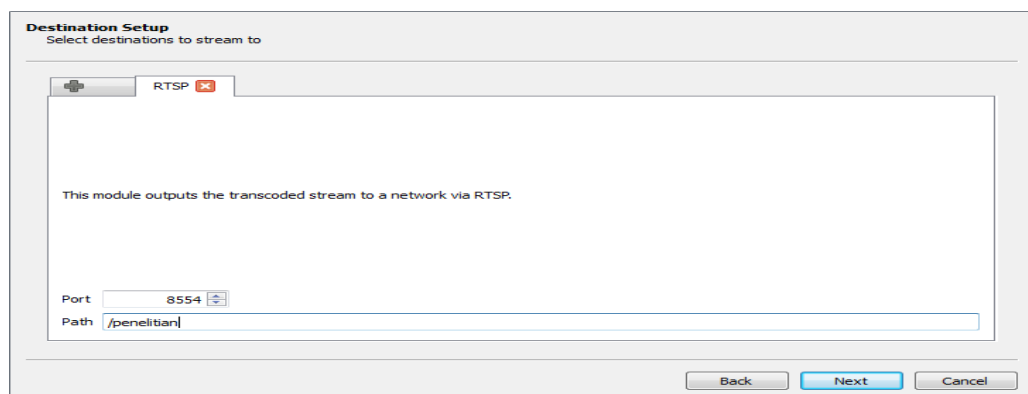 Destination Setup
Select destinations to stream to
RTSP
This module outputs the transcoded stream to a network via RTSP.
Port 8554
Path /penelitian
Back Next Cancel